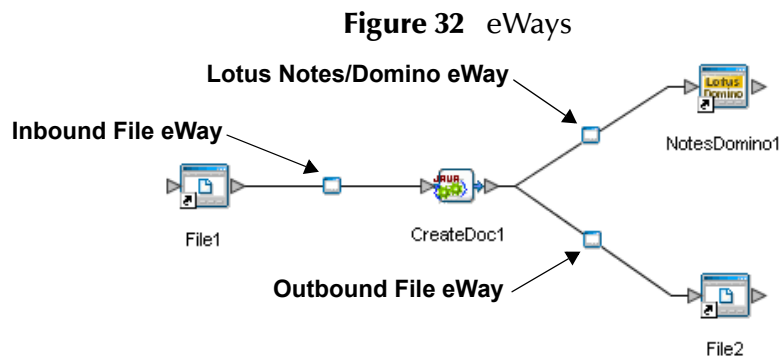 Figure 32 eWays
Lotus Notes/Domino eWay
Lotus
Domino
NotesDomino1
Inbound File eWay
JAVA
File1
CreateDoc1
Outbound File eWay
File2